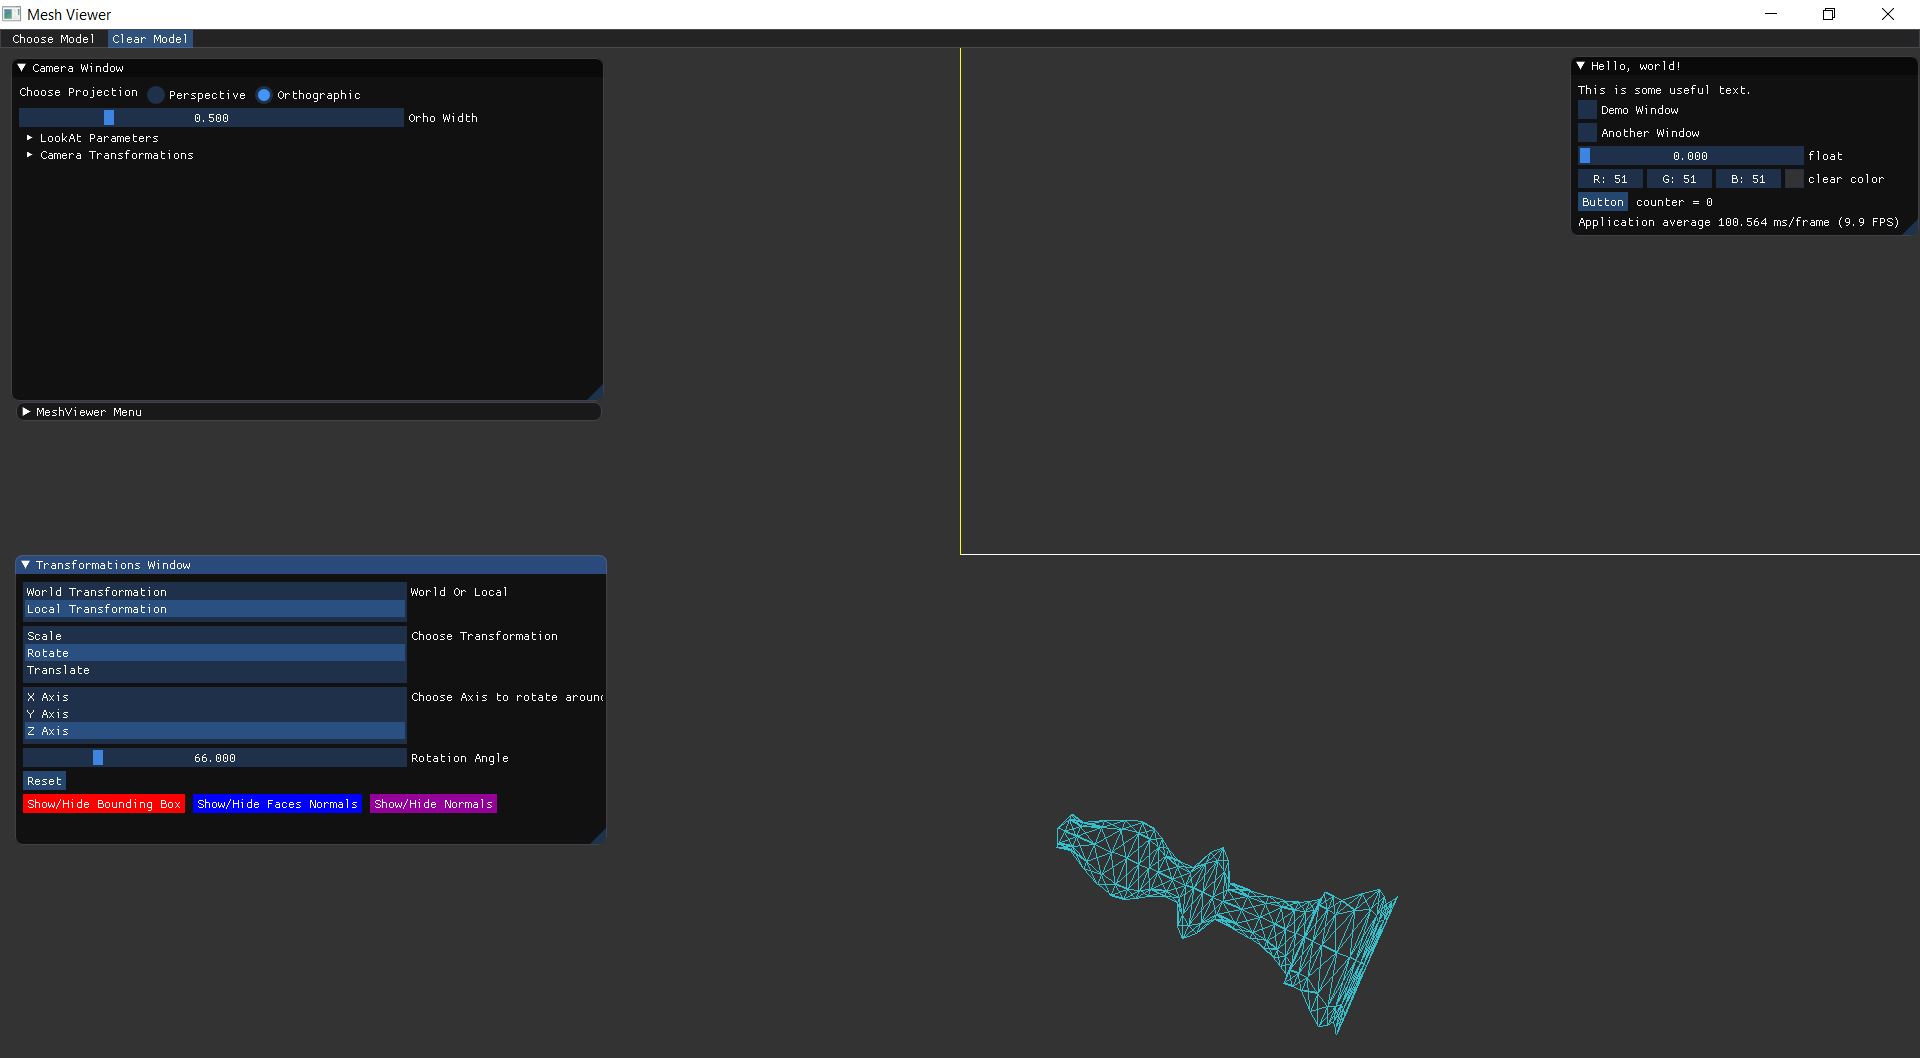 Mesh Viewer
Choose Model Clear Model
Camera Window
Choose Projection Perspective Orthographic
0.500 Orho Width
LookAt Parameters
Camera Transformations
MeshViewer Menu
Hello, world!
This is some useful text.
Demo Window
Another Window
0.000 float
R: 51 G: 51 B: 51 clear color
Button counter = 0
Application average 100.564 ms/frame (9.9 FPS)
Transformations Window
World Transformation World Or Local
Local Transformation
Scale Choose Transformation
Rotate
Translate
X Axis Choose Axis to rotate aroun
Y Axis
Z Axis
66.000 Rotation Angle
Reset
Show/Hide Bounding Box Show/Hide Faces Normals Show/Hide Normals